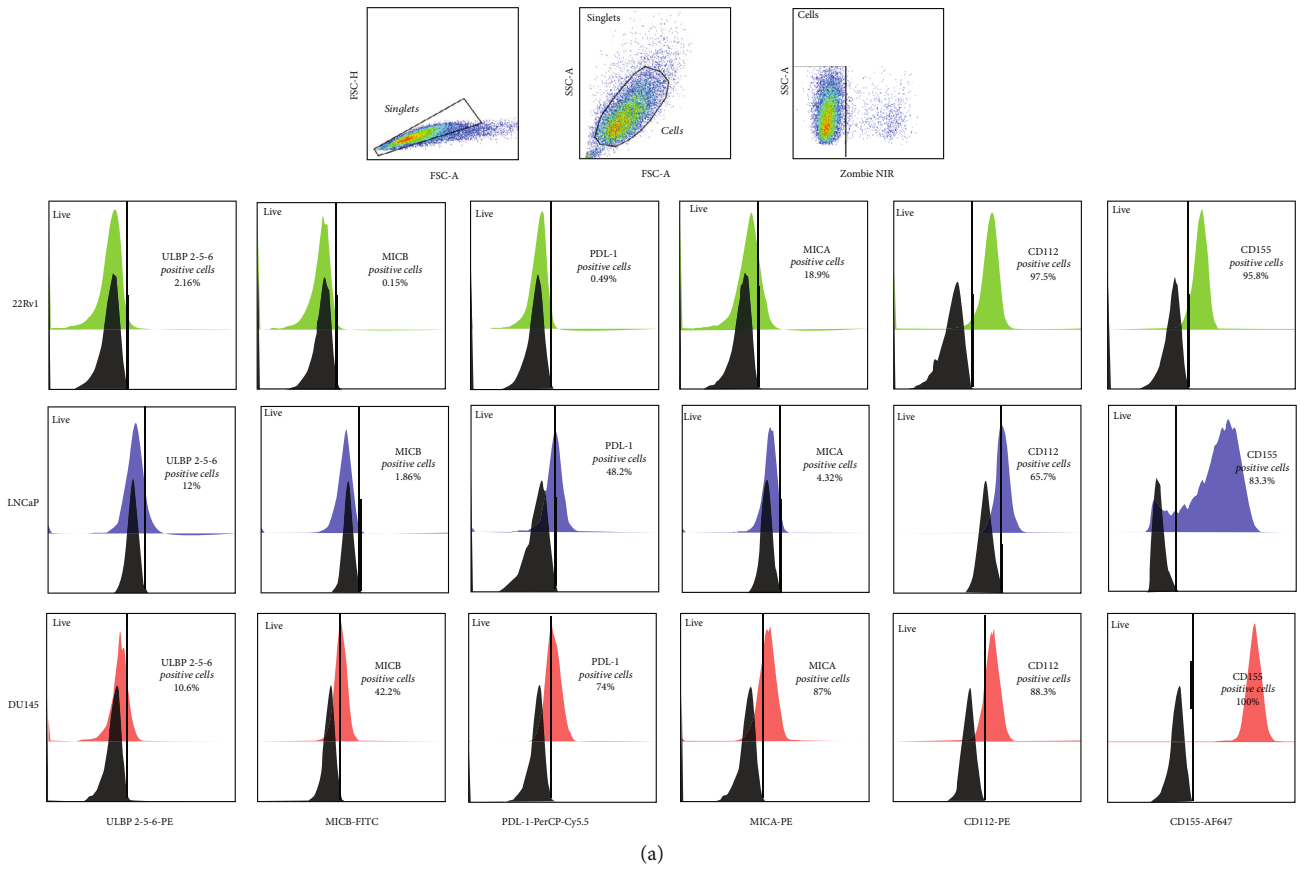 FSC-H
Singlets
FSC-A
Singlets
SSC-A
Cells
FSC-A
Cells
SSC-A
Zombie NIR
22Rv1
Live
ULBP 2-5-6
positive cells
2.16%
Live
MICB
positive cells
0.15%
Live
PDL-1
positive cells
0.49%
Live
MICA
positive cells
18.9%
Live
CD112
positive cells
97.5%
Live
CD155
positive cells
95.8%
LNCaP
Live
ULBP 2-5-6
positive cells
12%
Live
MICB
positive cells
1.86%
Live
PDL-1
positive cells
48.2%
Live
MICA
positive cells
4.32%
Live
CD112
positive cells
65.7%
Live
CD155
positive cells
83.3%
DU145
Live
ULBP 2-5-6
positive cells
10.6%
Live
MICB
positive cells
42.2%
Live
PDL-1
positive cells
74%
Live
MICA
positive cells
87%
Live
CD112
positive cells
88.3%
Live
CD155
positive cells
100%
ULBP 2-5-6-PE
MICB-FITC
PDL-1-PerCP-Cy5.5
MICA-PE
CD112-PE
CD155-AF647
(a)